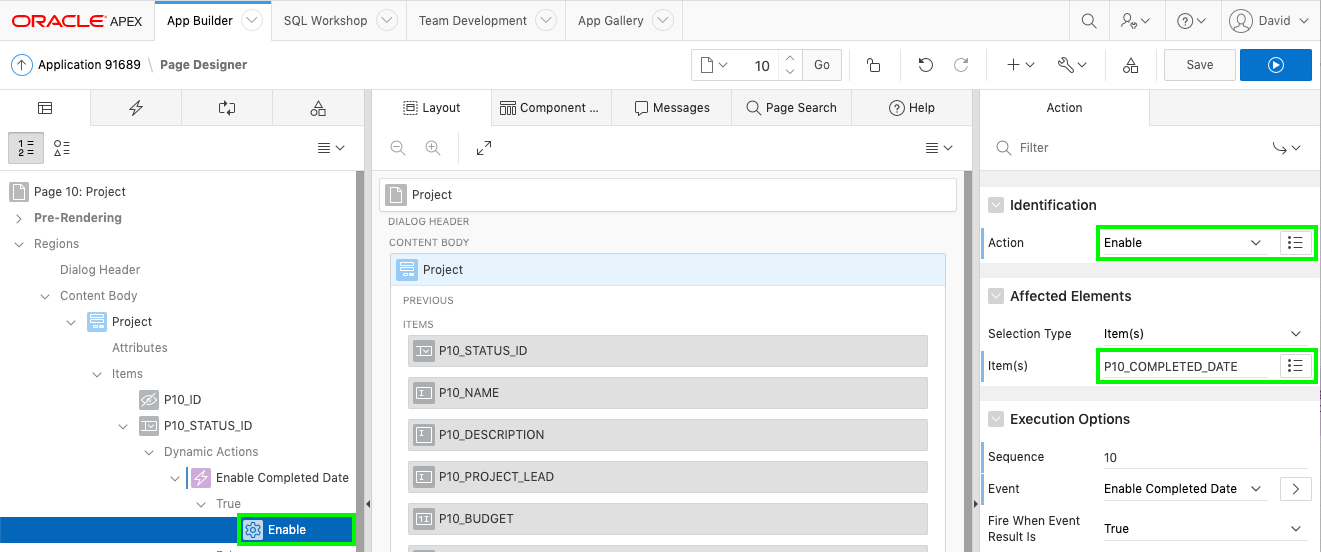 ORACLE APEX App Builder SQL Workshop Team Development App Gallery David
Application 91689 \ Page Designer 10 Go Save
Layout Component ... Messages Page Search Help Action
Filter
Page 10: Project
Pre-Rendering
Regions
Dialog Header
Content Body
Project
Attributes
Items
P10_ID
P10_STATUS_ID
Dynamic Actions
Enable Completed Date
True
Enable
Project
DIALOG HEADER
CONTENT BODY
Project
PREVIOUS
ITEMS
P10_STATUS_ID
P10_NAME
P10_DESCRIPTION
P10_PROJECT_LEAD
P10_BUDGET
Identification
Action Enable
Affected Elements
Selection Type Item(s)
Item(s) P10_COMPLETED_DATE
Execution Options
Sequence 10
Event Enable Completed Date
Fire When Event
Result Is True